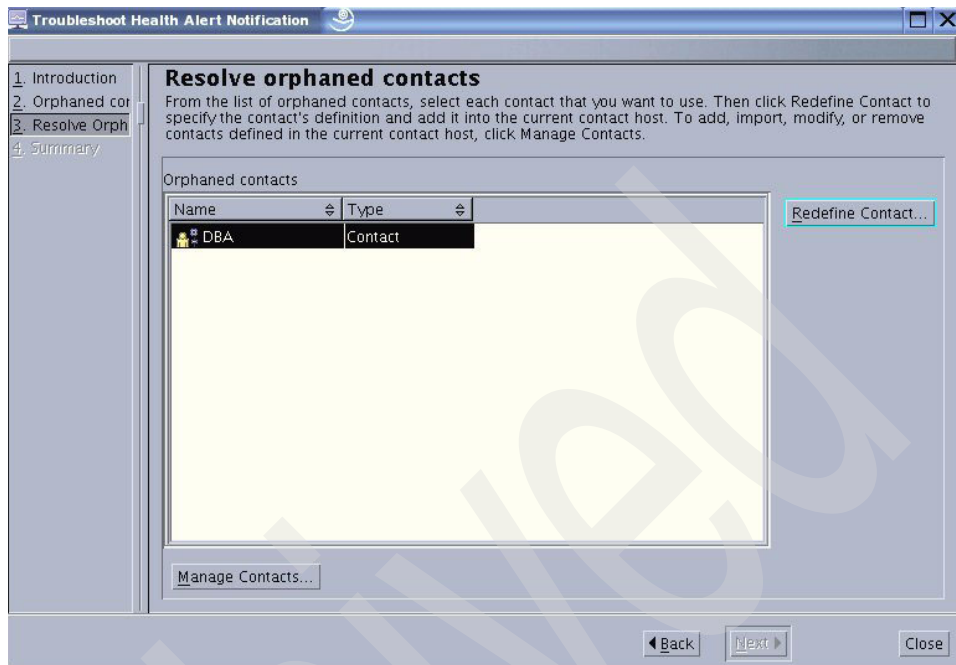 Troubleshoot Health Alert Notification
1. Introduction
2. Orphaned cor
3. Resolve Orph
4. Summary
Resolve orphaned contacts
From the list of orphaned contacts, select each contact that you want to use. Then click Redefine Contact to
specify the contact's definition and add it into the current contact host. To add, import, modify, or remove
contacts defined in the current contact host, click Manage Contacts.
Orphaned contacts
Name Type
DBA Contact
Redefine Contact...
Manage Contacts...
Back Next Close